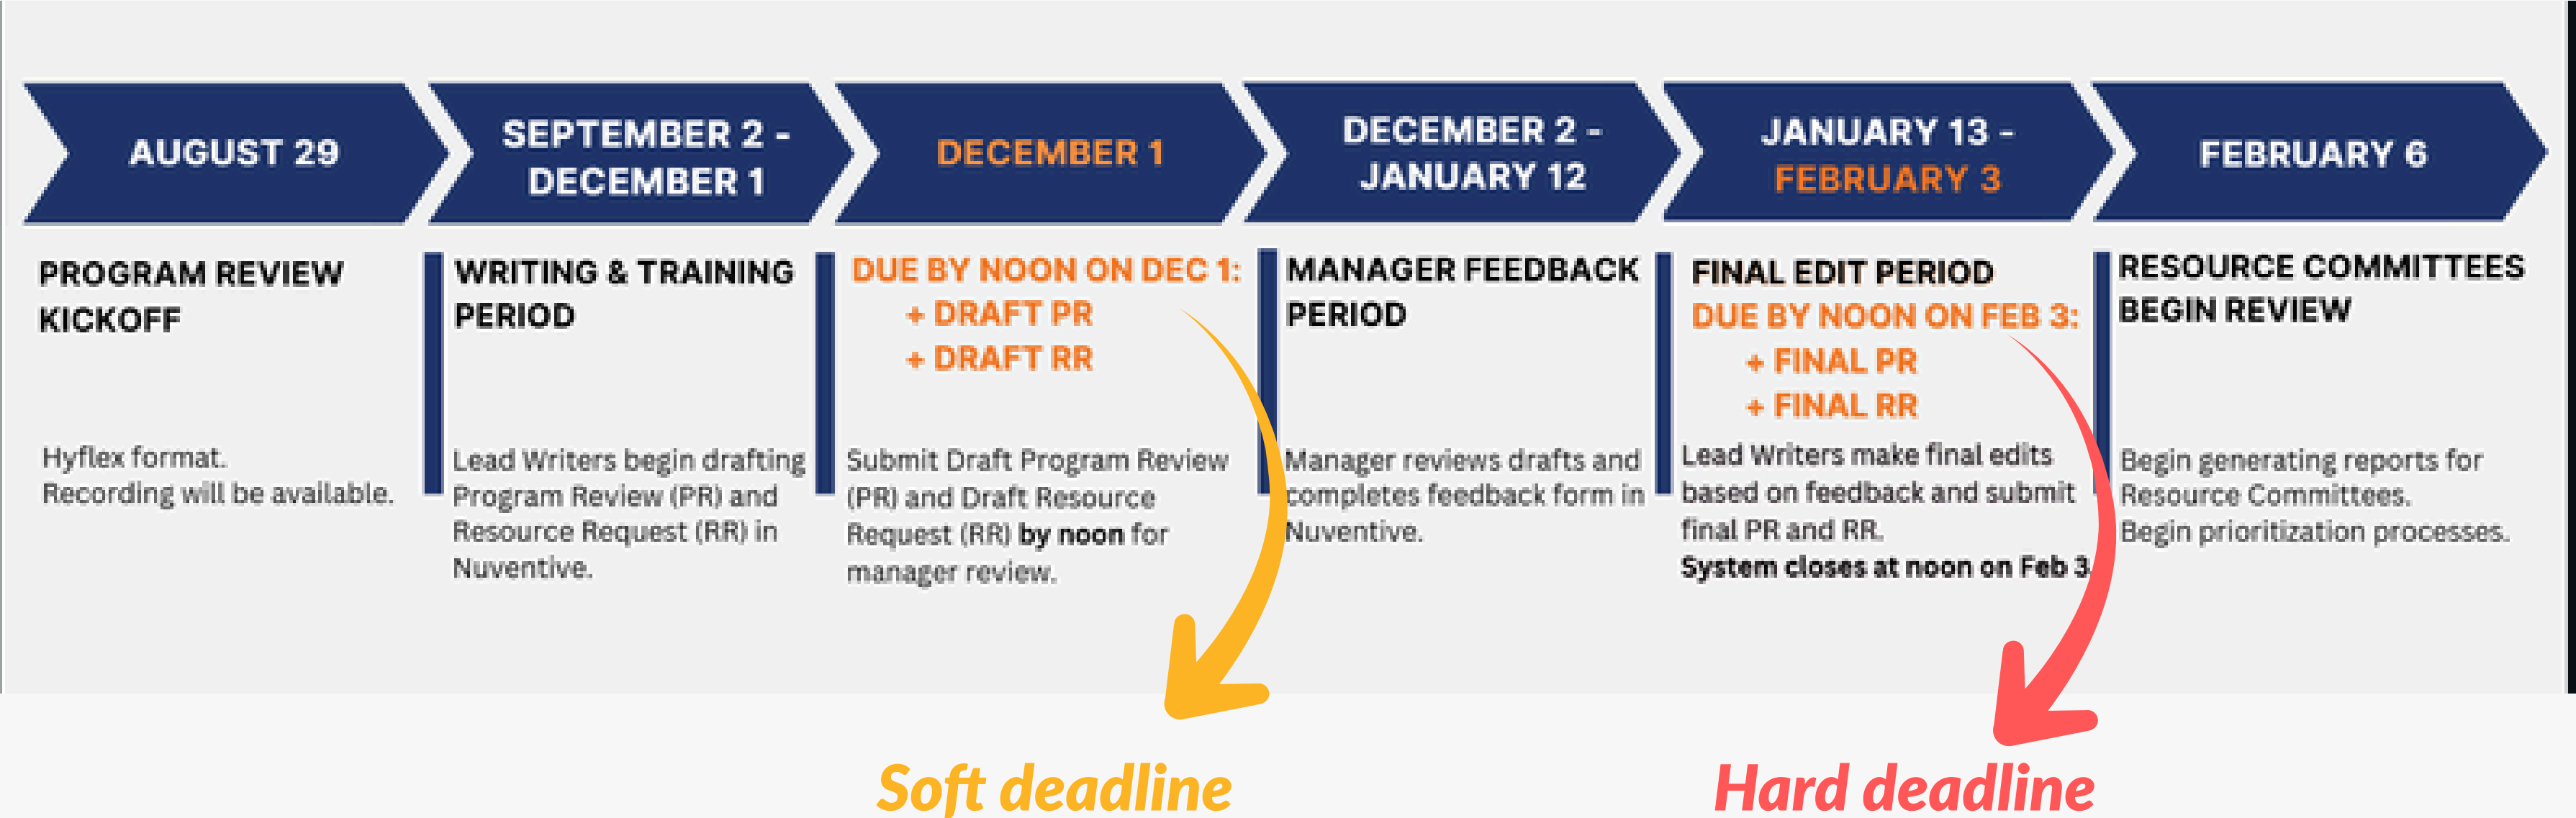 AUGUST 29
PROGRAM REVIEW
KICKOFF
Hyflex format.
Recording will be available.
SEPTEMBER 2 -
DECEMBER 1
WRITING & TRAINING
PERIOD
Lead Writers begin drafting
Program Review (PR) and
Resource Request (RR) in
Nuventive.
DECEMBER 1
DUE BY NOON ON DEC 1:
+ DRAFT PR
+ DRAFT RR
Submit Draft Program Review
(PR) and Draft Resource
Request (RR) by noon for
manager review.
DECEMBER 2 -
JANUARY 12
MANAGER FEEDBACK
PERIOD
Manager reviews drafts and
completes feedback form in
Nuventive.
JANUARY 13 -
FEBRUARY 3
FINAL EDIT PERIOD
DUE BY NOON ON FEB 3:
+ FINAL PR
+ FINAL RR
Lead Writers make final edits
based on feedback and submit
final PR and RR.
System closes at noon on Feb 3
FEBRUARY 6
RESOURCE COMMITTEES
BEGIN REVIEW
Begin generating reports for
Resource Committees.
Begin prioritization processes.
Soft deadline
Hard deadline